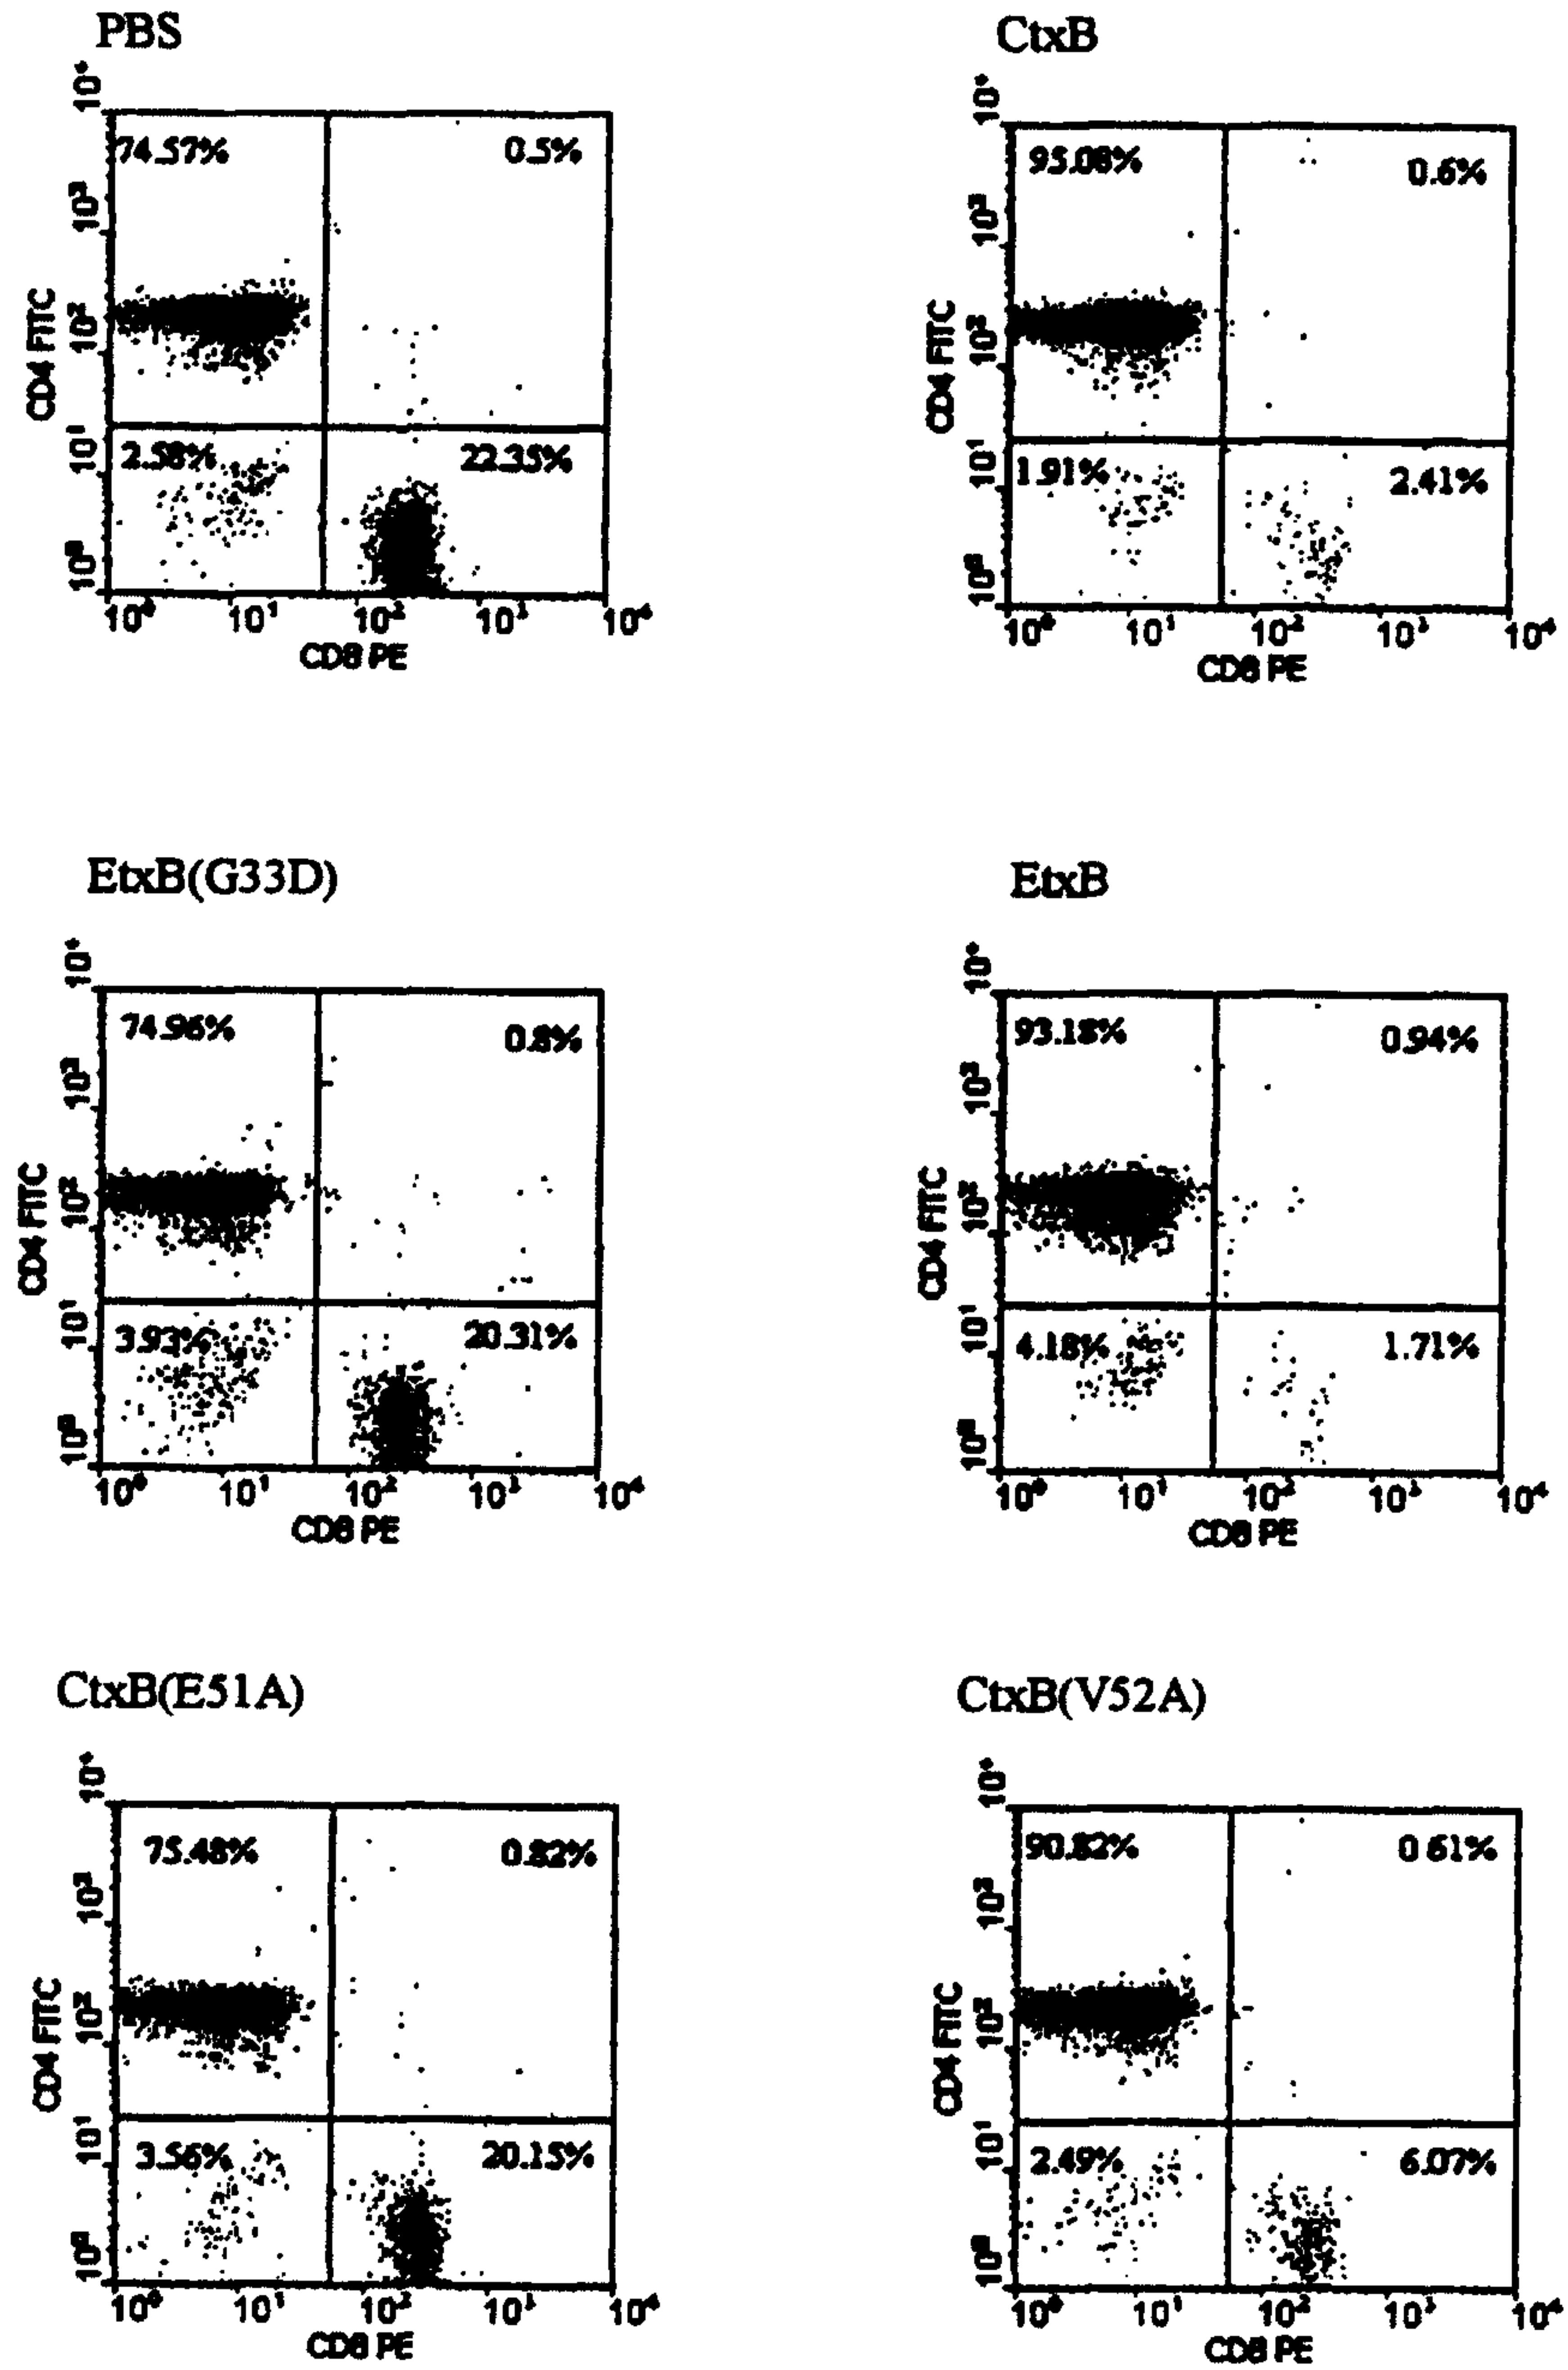 PBS
CtxB
10⁴
74.57%
0.5%
10³
CD4 FITC
10²
10¹
2.58%
22.35%
10⁰
10⁰ 10¹ 10² 10³ 10⁴
CD8 PE
10⁴
95.08%
0.6%
10³
CD4 FITC
10²
10¹
1.91%
2.41%
10⁰
10⁰ 10¹ 10² 10³ 10⁴
CD8 PE
EtxB(G33D)
EtxB
10⁴
74.96%
0.8%
10³
CD4 FITC
10²
10¹
3.93%
20.31%
10⁰
10⁰ 10¹ 10² 10³ 10⁴
CD8 PE
10⁴
93.18%
0.94%
10³
CD4 FITC
10²
10¹
4.18%
1.71%
10⁰
10⁰ 10¹ 10² 10³ 10⁴
CD8 PE
CtxB(E51A)
CtxB(V52A)
10⁴
75.48%
0.82%
10³
CD4 FITC
10²
10¹
3.56%
20.15%
10⁰
10⁰ 10¹ 10² 10³ 10⁴
CD8 PE
10⁴
90.82%
0 61%
10³
CD4 FITC
10²
10¹
2.49%
6.07%
10⁰
10⁰ 10¹ 10² 10³ 10⁴
CD8 PE